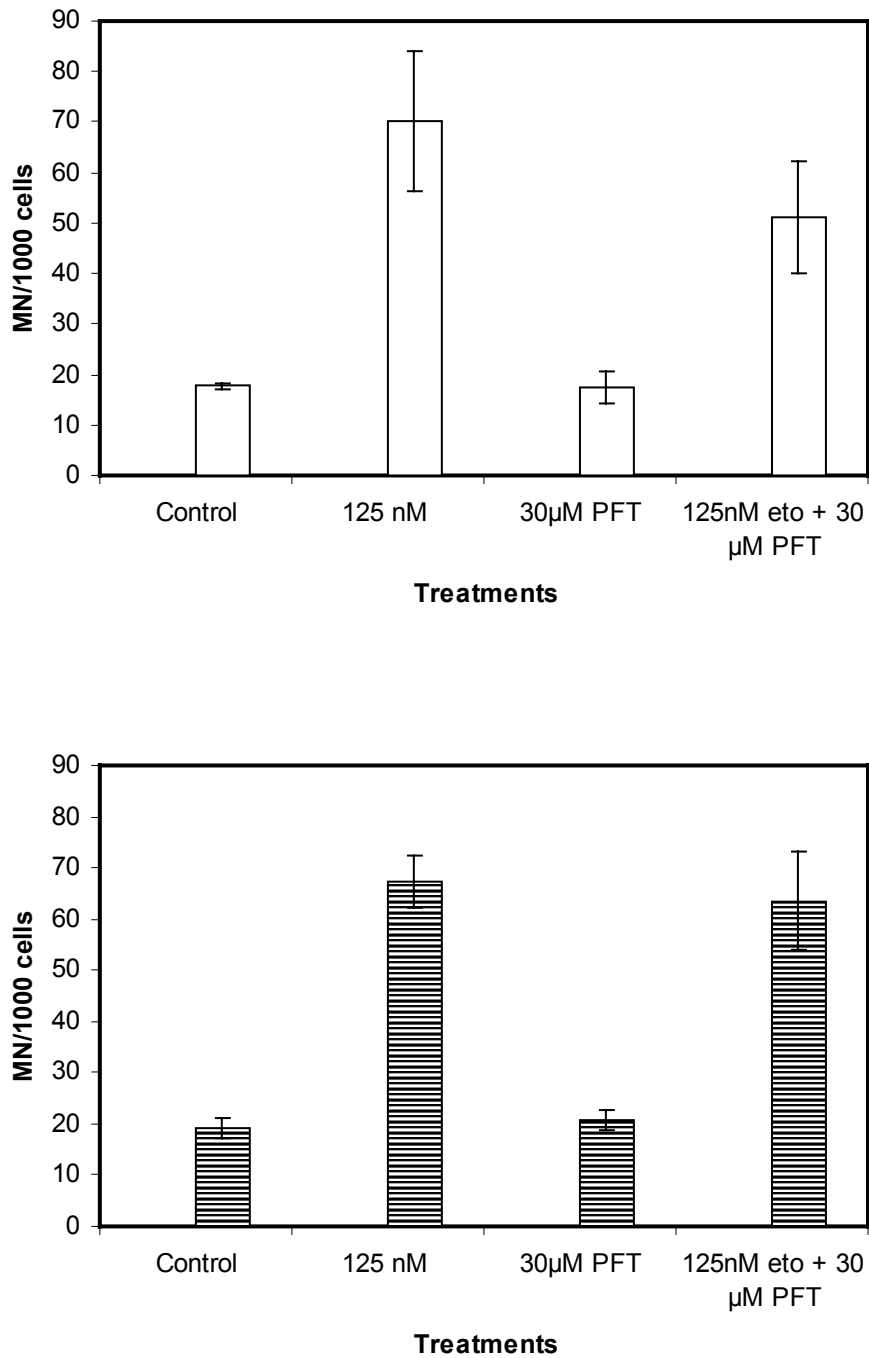 90
80
70
60
50
40
30
20
10
0
MN/1000 cells
Control
125 nM
30µM PFT
125nM eto + 30
µM PFT
Treatments
90
80
70
60
50
40
30
20
10
0
MN/1000 cells
Control
125 nM
30µM PFT
125nM eto + 30
µM PFT
Treatments